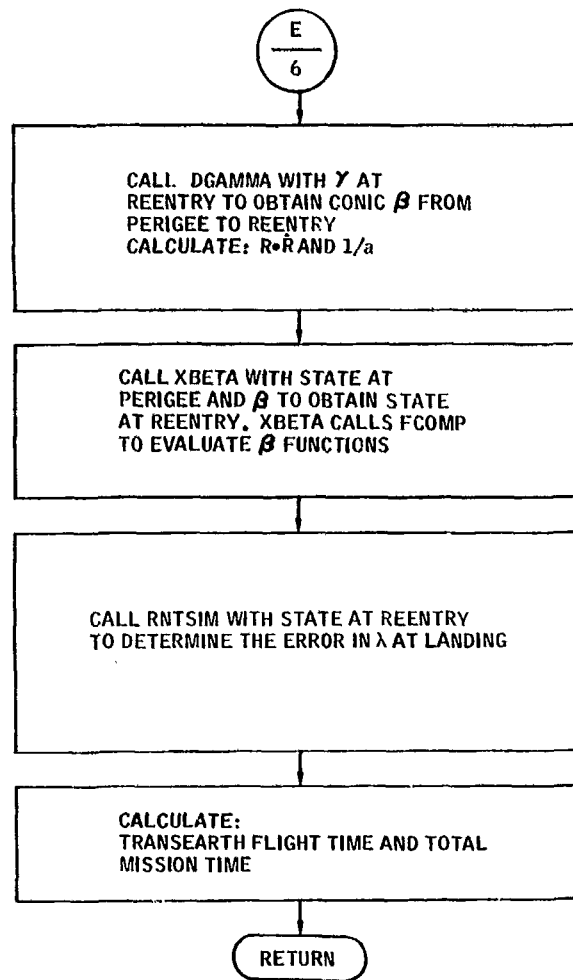 E
6
CALL DGAMMA WITH γ AT
REENTRY TO OBTAIN CONIC β FROM
PERIGEE TO REENTRY
CALCULATE: R•Ṙ AND 1/a
CALL XBETA WITH STATE AT
PERIGEE AND β TO OBTAIN STATE
AT REENTRY. XBETA CALLS FCOMP
TO EVALUATE β FUNCTIONS
CALL RNTSIM WITH STATE AT REENTRY
TO DETERMINE THE ERROR IN λ AT LANDING
CALCULATE:
TRANSEARTH FLIGHT TIME AND TOTAL
MISSION TIME
RETURN